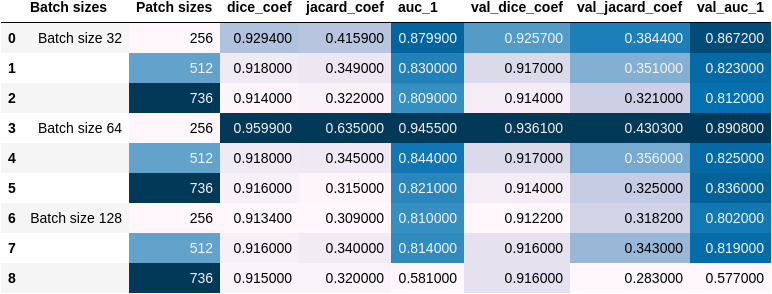 Batch sizes Patch sizes dice_coef jacard_coef auc_1 val_dice_coef val_jacard_coef val_auc_1
0 Batch size 32 256 0.929400 0.415900 0.879900 0.925700 0.384400 0.867200
1 512 0.918000 0.349000 0.830000 0.917000 0.351000 0.823000
2 736 0.914000 0.322000 0.809000 0.914000 0.321000 0.812000
3 Batch size 64 256 0.959900 0.635000 0.945500 0.936100 0.430300 0.890800
4 512 0.918000 0.345000 0.844000 0.917000 0.356000 0.825000
5 736 0.916000 0.315000 0.821000 0.914000 0.325000 0.836000
6 Batch size 128 256 0.913400 0.309000 0.810000 0.912200 0.318200 0.802000
7 512 0.916000 0.340000 0.814000 0.916000 0.343000 0.819000
8 736 0.915000 0.320000 0.581000 0.916000 0.283000 0.577000